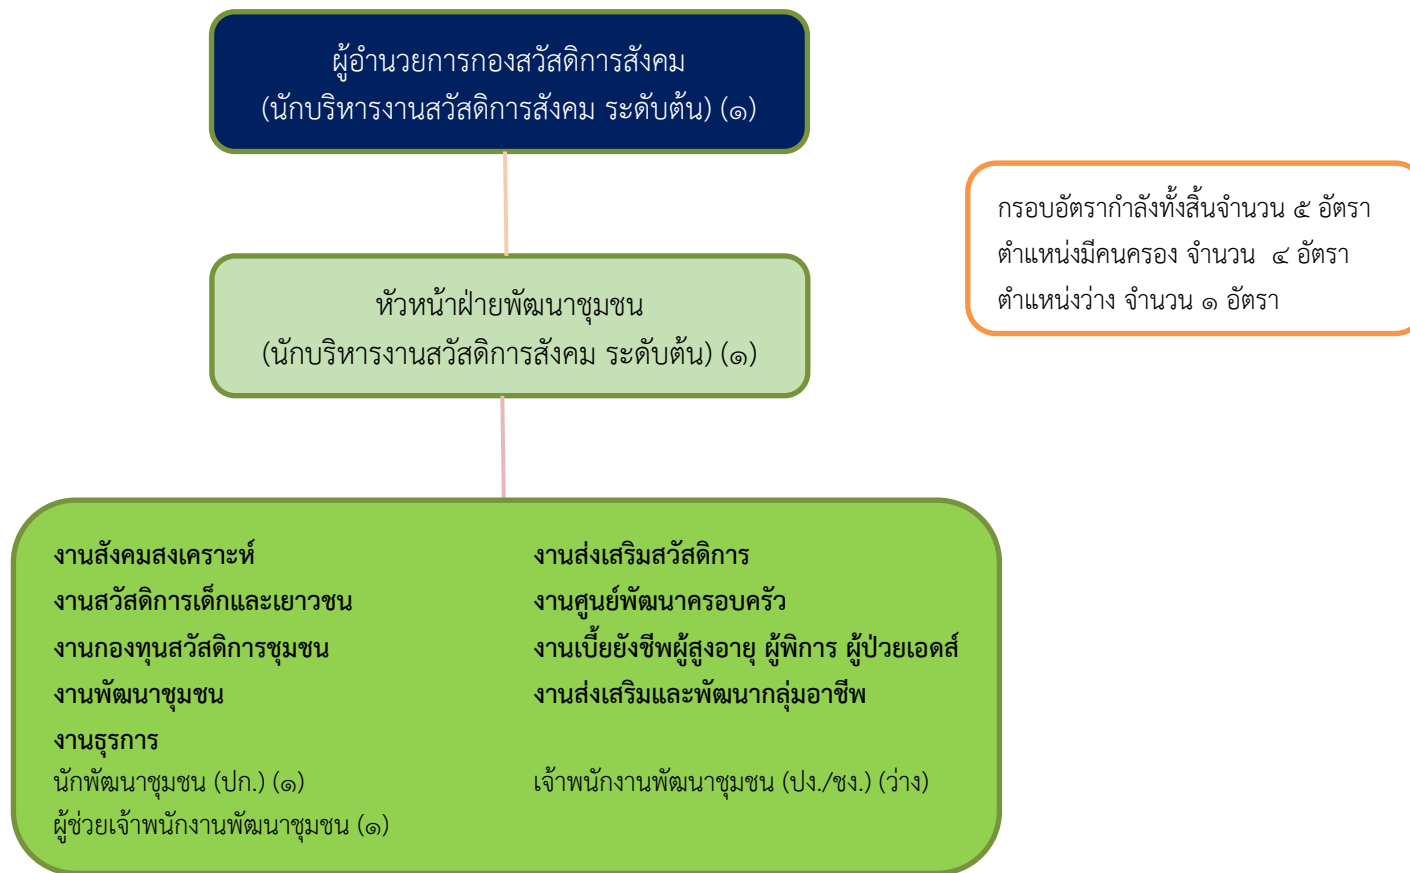 ผู้อำนวยการกองสวัสดิการสังคม
(นักบริหารงานสวัสดิการสังคม ระดับต้น) (๑)
กรอบอัตรากำลังทั้งสิ้นจำนวน ๕ อัตรา
ตำแหน่งมีคนครอง จำนวน ๔ อัตรา
ตำแหน่งว่าง จำนวน ๑ อัตรา
หัวหน้าฝ่ายพัฒนาชุมชน
(นักบริหารงานสวัสดิการสังคม ระดับต้น) (๑)
งานสังคมสงเคราะห์ งานส่งเสริมสวัสดิการ
งานสวัสดิการเด็กและเยาวชน งานศูนย์พัฒนาครอบครัว
งานกองทุนสวัสดิการชุมชน งานเบี้ยยังชีพผู้สูงอายุ ผู้พิการ ผู้ป่วยเอดส์
งานพัฒนาชุมชน งานส่งเสริมและพัฒนากลุ่มอาชีพ
งานธุรการ
นักพัฒนาชุมชน (ปก.) (๑) เจ้าพนักงานพัฒนาชุมชน (ปง./ชง.) (ว่าง)
ผู้ช่วยเจ้าพนักงานพัฒนาชุมชน (๑)